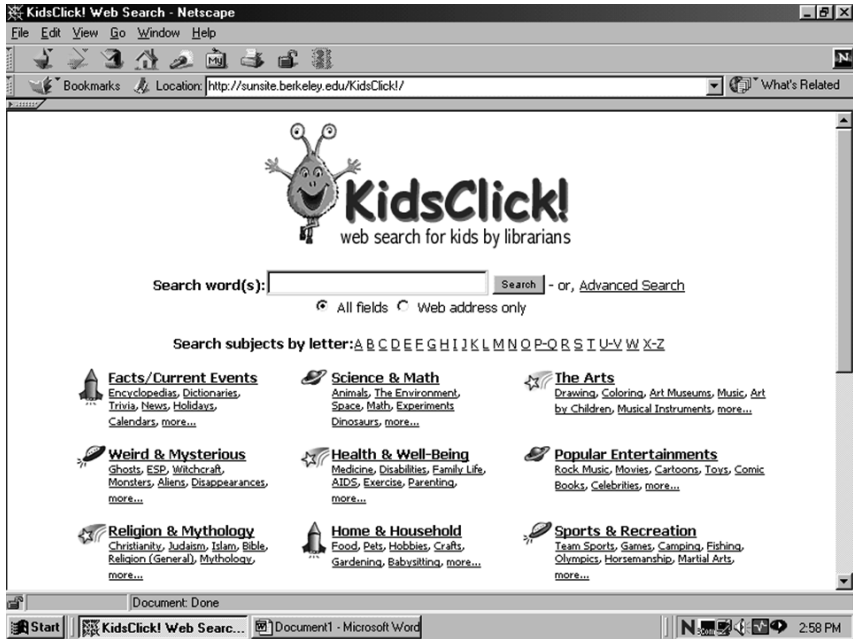 KidsClick! Web Search - Netscape
File Edit View Go Window Help
My N
Bookmarks Location: http://sunsite.berkeley.edu/KidsClick!/ What's Related
KidsClick!
web search for kids by librarians
Search word(s): Search - or, Advanced Search
All fields Web address only
Search subjects by letter:A B C D E F G H I J K L M N O P-Q R S T U-V W X-Z
Facts/Current Events Science & Math The Arts
Encyclopedias, Dictionaries, Animals, The Environment, Drawing, Coloring, Art Museums, Music, Art
Trivia, News, Holidays, Space, Math, Experiments by Children, Musical Instruments, more...
Calendars, more... Dinosaurs, more...
Weird & Mysterious Health & Well-Being Popular Entertainments
Ghosts, ESP, Witchcraft, Medicine, Disabilities, Family Life, Rock Music, Movies, Cartoons, Toys, Comic
Monsters, Aliens, Disappearances, AIDS, Exercise, Parenting, Books, Celebrities, more...
more... more...
Religion & Mythology Home & Household Sports & Recreation
Christianity, Judaism, Islam, Bible, Food, Pets, Hobbies, Crafts, Team Sports, Games, Camping, Fishing,
Religion (General), Mythology, Gardening, Babysitting, more... Olympics, Horsemanship, Martial Arts,
more... more...
Document: Done
Start KidsClick! Web Searc... Document1 - Microsoft Word N 2:58 PM